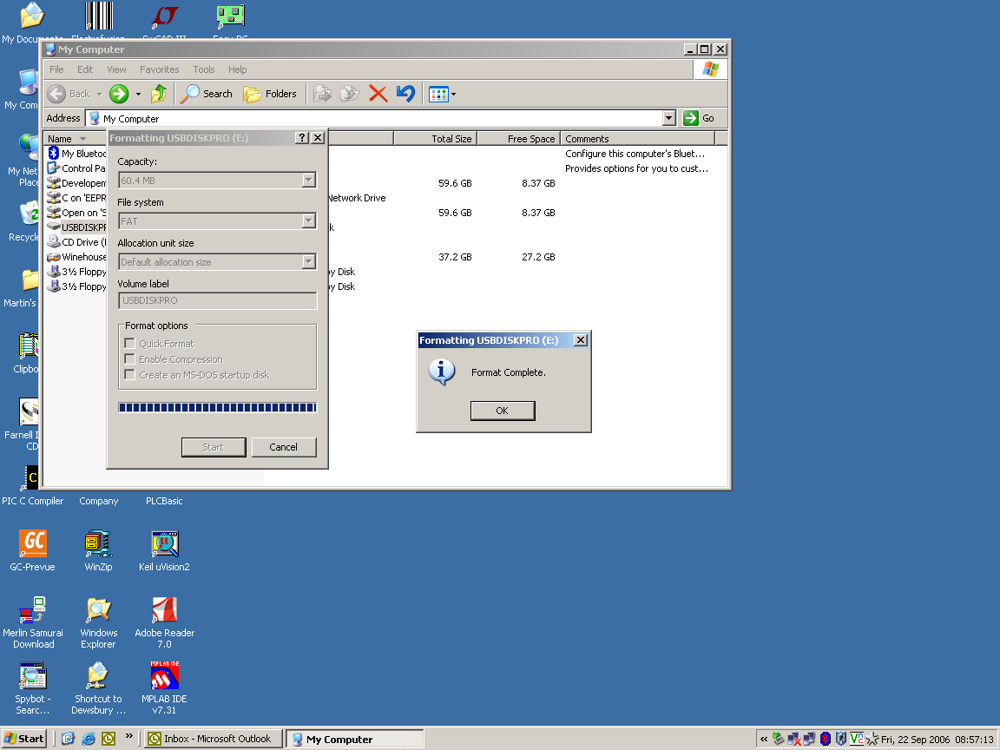 My Docu
My Computer
File Edit View Favorites Tools Help
Back Search Folders
Address My Computer Go
Name Total Size Free Space Comments
My Bluetoo Configure this computer's Bluet...
Control Pa Provides options for you to cust...
Developem 59.6 GB 8.37 GB
C on 'EEPR Network Drive
Open on 'S 59.6 GB 8.37 GB
USBDISKPR k
CD Drive (
Winehouse 37.2 GB 27.2 GB
3½ Floppy py Disk
3½ Floppy py Disk
Formatting USBDISKPRO (E:)
Capacity:
60.4 MB
File system
FAT
Allocation unit size
Default allocation size
Volume label
USBDISKPRO
Format options
Quick Format
Enable Compression
Create an MS-DOS startup disk
Start Cancel
Formatting USBDISKPRO (E:)
Format Complete.
OK
My Com
My Net
Place
Recycle
Martin's
Clipbo
Farnell I
CD
C
PIC C Compiler Company PLCBasic
GC
GC-Prevue WinZip Keil uVision2
Merlin Samurai Windows Adobe Reader
Download Explorer 7.0
MPLAB IDE
Spybot - Shortcut to MPLAB IDE
Searc... Dewsbury ... v7.31
Start » Inbox - Microsoft Outlook My Computer « Fri, 22 Sep 2006 08:57:13